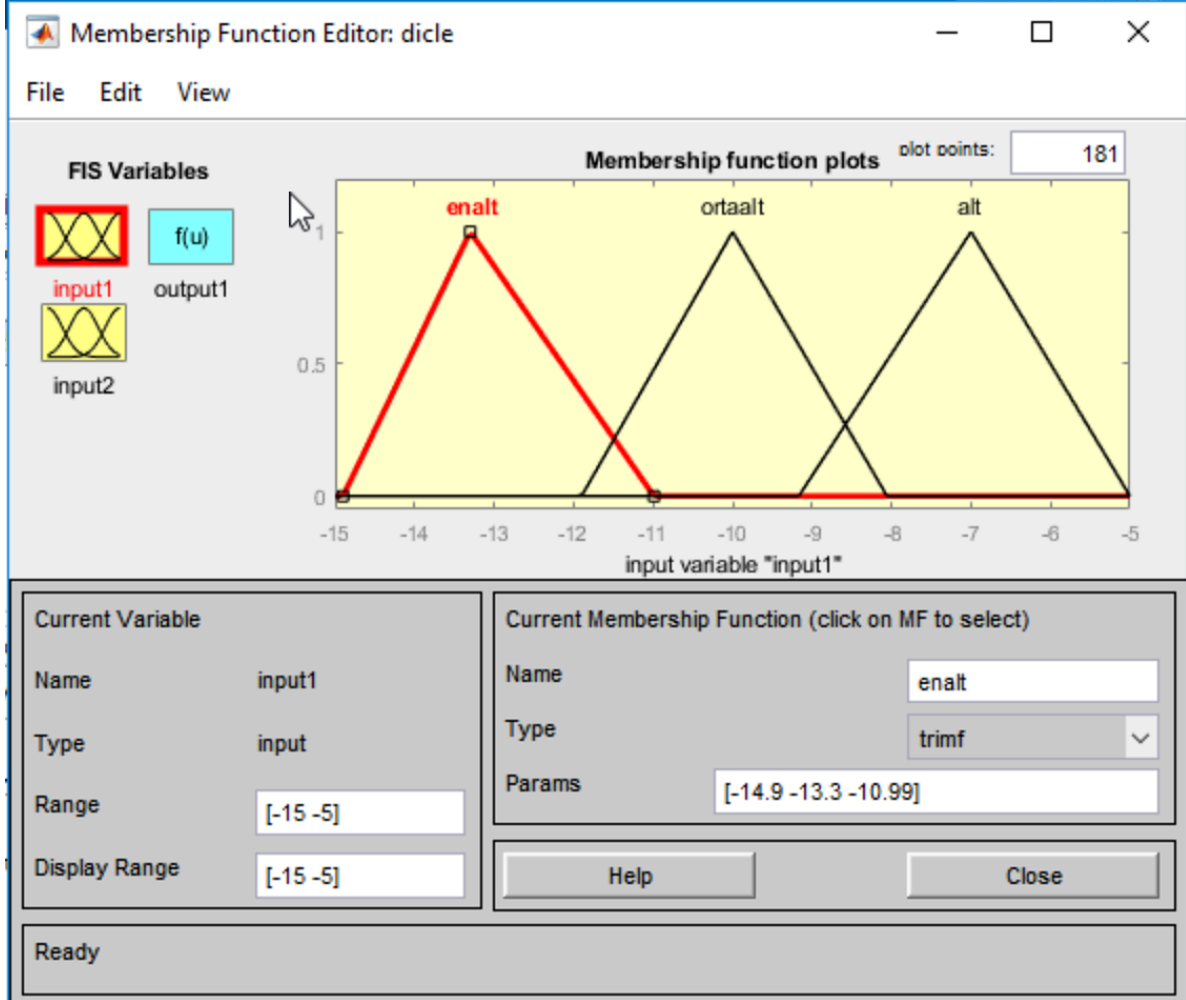 Membership Function Editor: dicle
File Edit View
FIS Variables
f(u)
input1 output1
input2
Membership function plots plot points: 181
enalt ortaalt alt
1
0.5
0
-15 -14 -13 -12 -11 -10 -9 -8 -7 -6 -5
input variable "input1"
Current Variable
Name input1
Type input
Range [-15 -5]
Display Range [-15 -5]
Current Membership Function (click on MF to select)
Name enalt
Type trimf
Params [-14.9 -13.3 -10.99]
Help Close
Ready